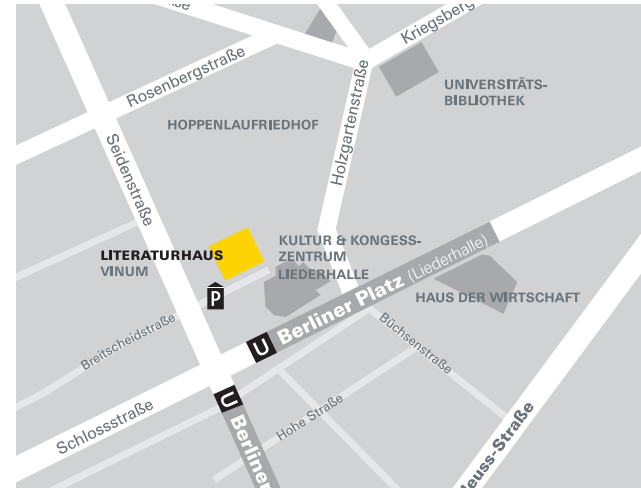 Kriegsberg
Rosenbergstraße
UNIVERSITÄTS-
BIBLIOTHEK
HOPPENLAUFRIEDHOF
Holzgartenstraße
Seidenstraße
LITERATURHAUS
VINUM
KULTUR & KONGESS-
ZENTRUM
LIEDERHALLE
P
U Berliner Platz (Liederhalle)
HAUS DER WIRTSCHAFT
Breitscheidstraße
Büchsenstraße
Schlossstraße
U Berliner
Hohe Straße
euss-Straße